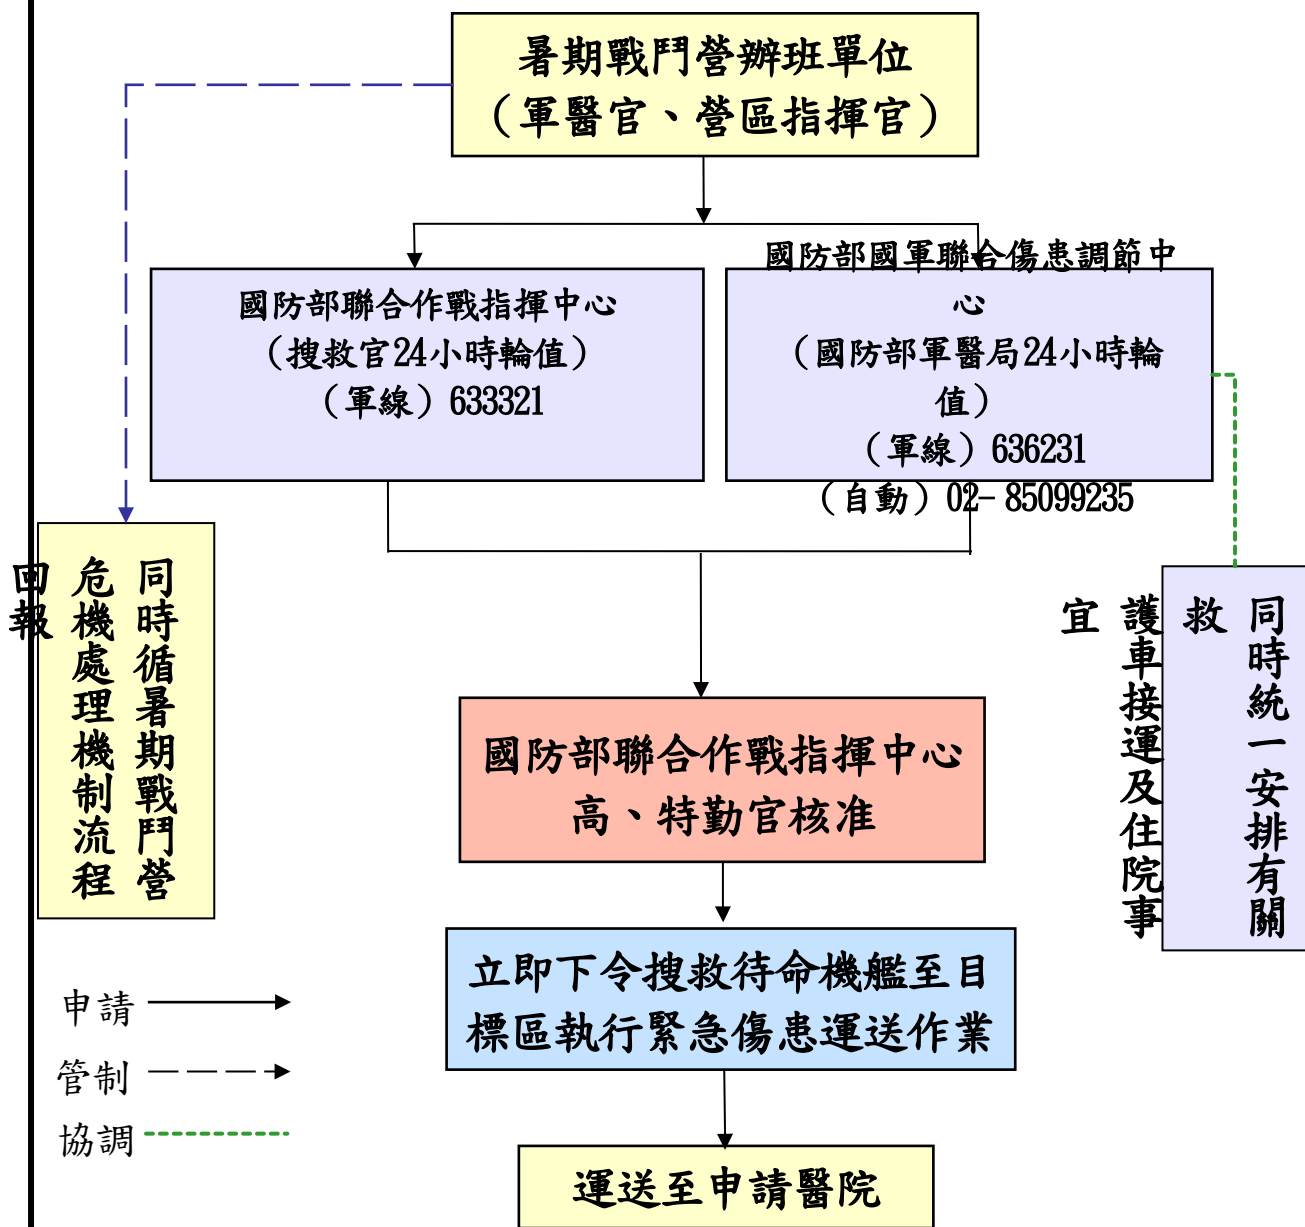 暑期戰鬥營辦班單位
（軍醫官、營區指揮官）
國防部聯合作戰指揮中心
（搜救官24小時輪值）
（軍線）633321
國防部國軍聯合傷患調節中
心
（國防部軍醫局24小時輪
值）
（軍線）636231
（自動）02-85099235
同時循暑期戰鬥營
危機處理機制流程
回報
同時統一安排有關
救
護車接運及住院事
宜
國防部聯合作戰指揮中心
高、特勤官核准
立即下令搜救待命機艦至目
標區執行緊急傷患運送作業
運送至申請醫院
申請
管制
協調